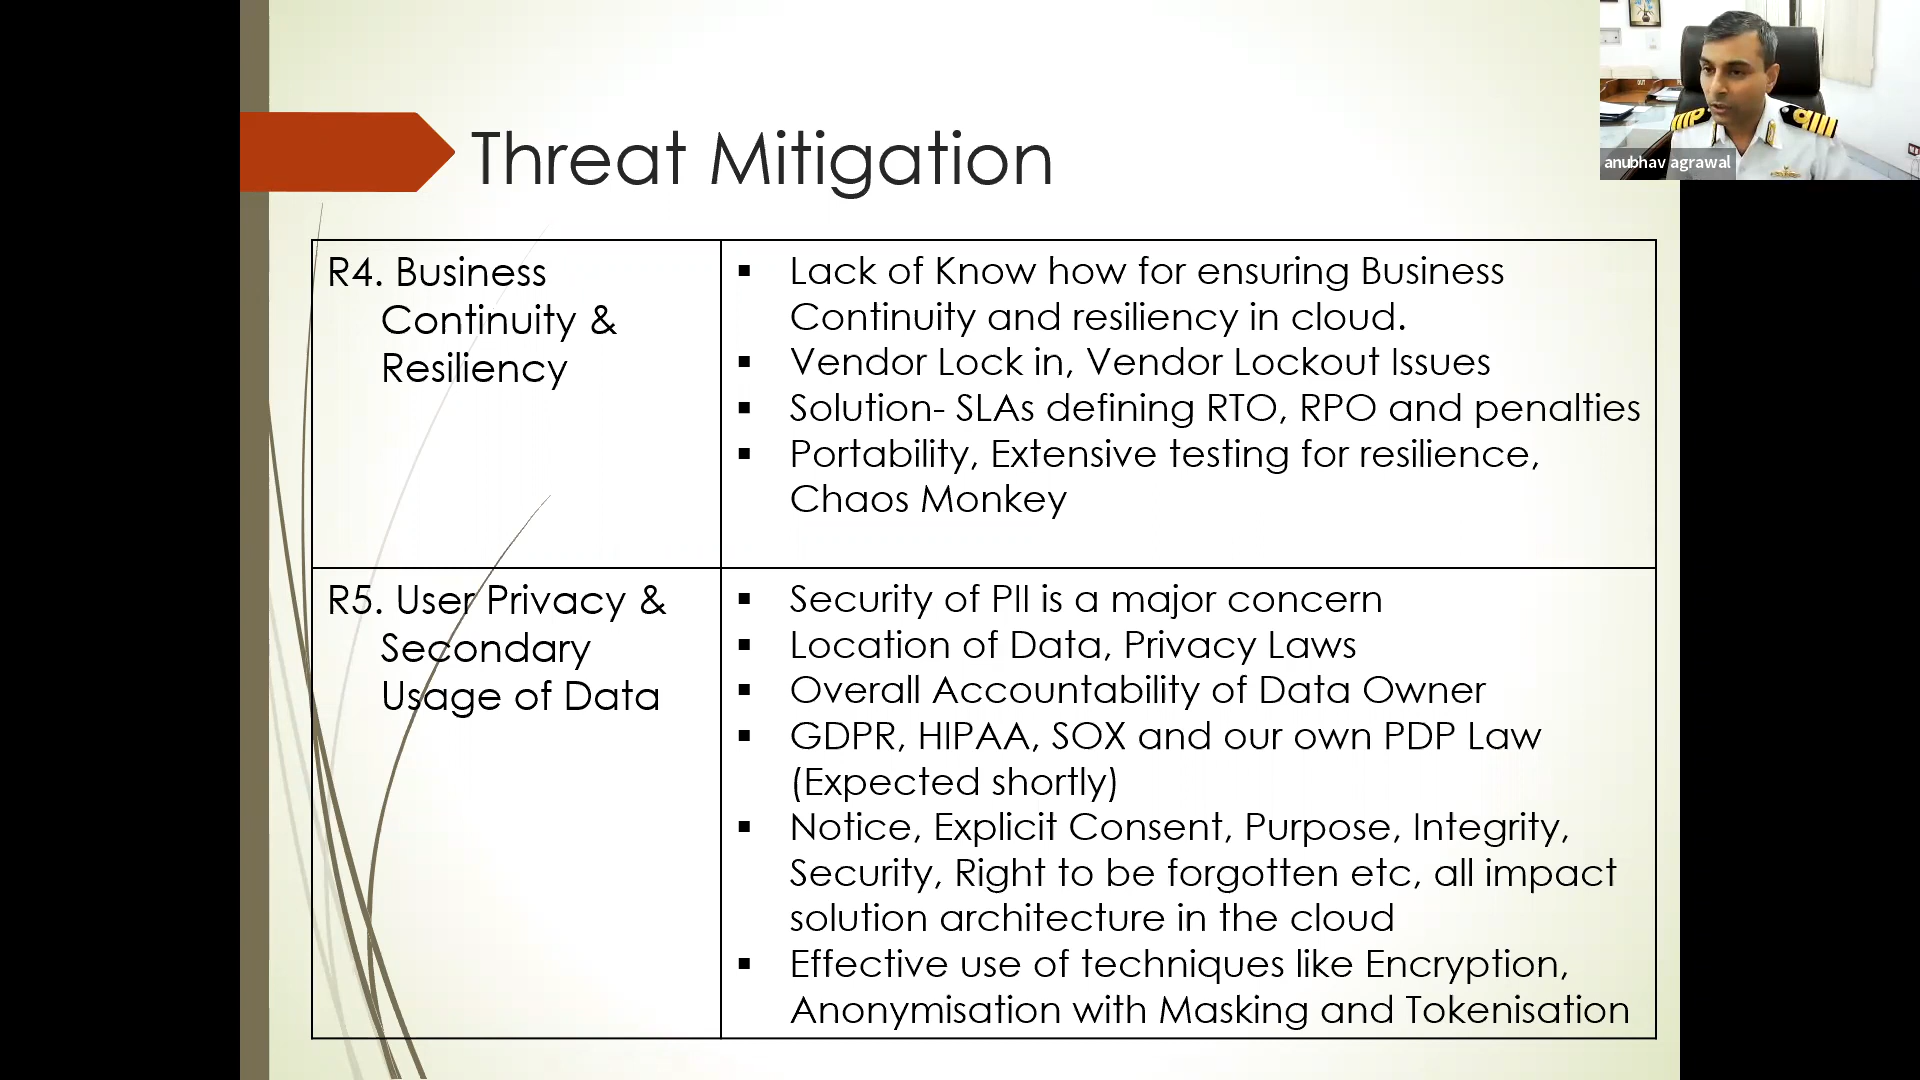 Threat Mitigation
anubhav agrawal
R4. Business
Continuity &
Resiliency
▪ Lack of Know how for ensuring Business
Continuity and resiliency in cloud.
▪ Vendor Lock in, Vendor Lockout Issues
▪ Solution- SLAs defining RTO, RPO and penalties
▪ Portability, Extensive testing for resilience,
Chaos Monkey
R5. User Privacy &
Secondary
Usage of Data
▪ Security of PII is a major concern
▪ Location of Data, Privacy Laws
▪ Overall Accountability of Data Owner
▪ GDPR, HIPAA, SOX and our own PDP Law
(Expected shortly)
▪ Notice, Explicit Consent, Purpose, Integrity,
Security, Right to be forgotten etc, all impact
solution architecture in the cloud
▪ Effective use of techniques like Encryption,
Anonymisation with Masking and Tokenisation